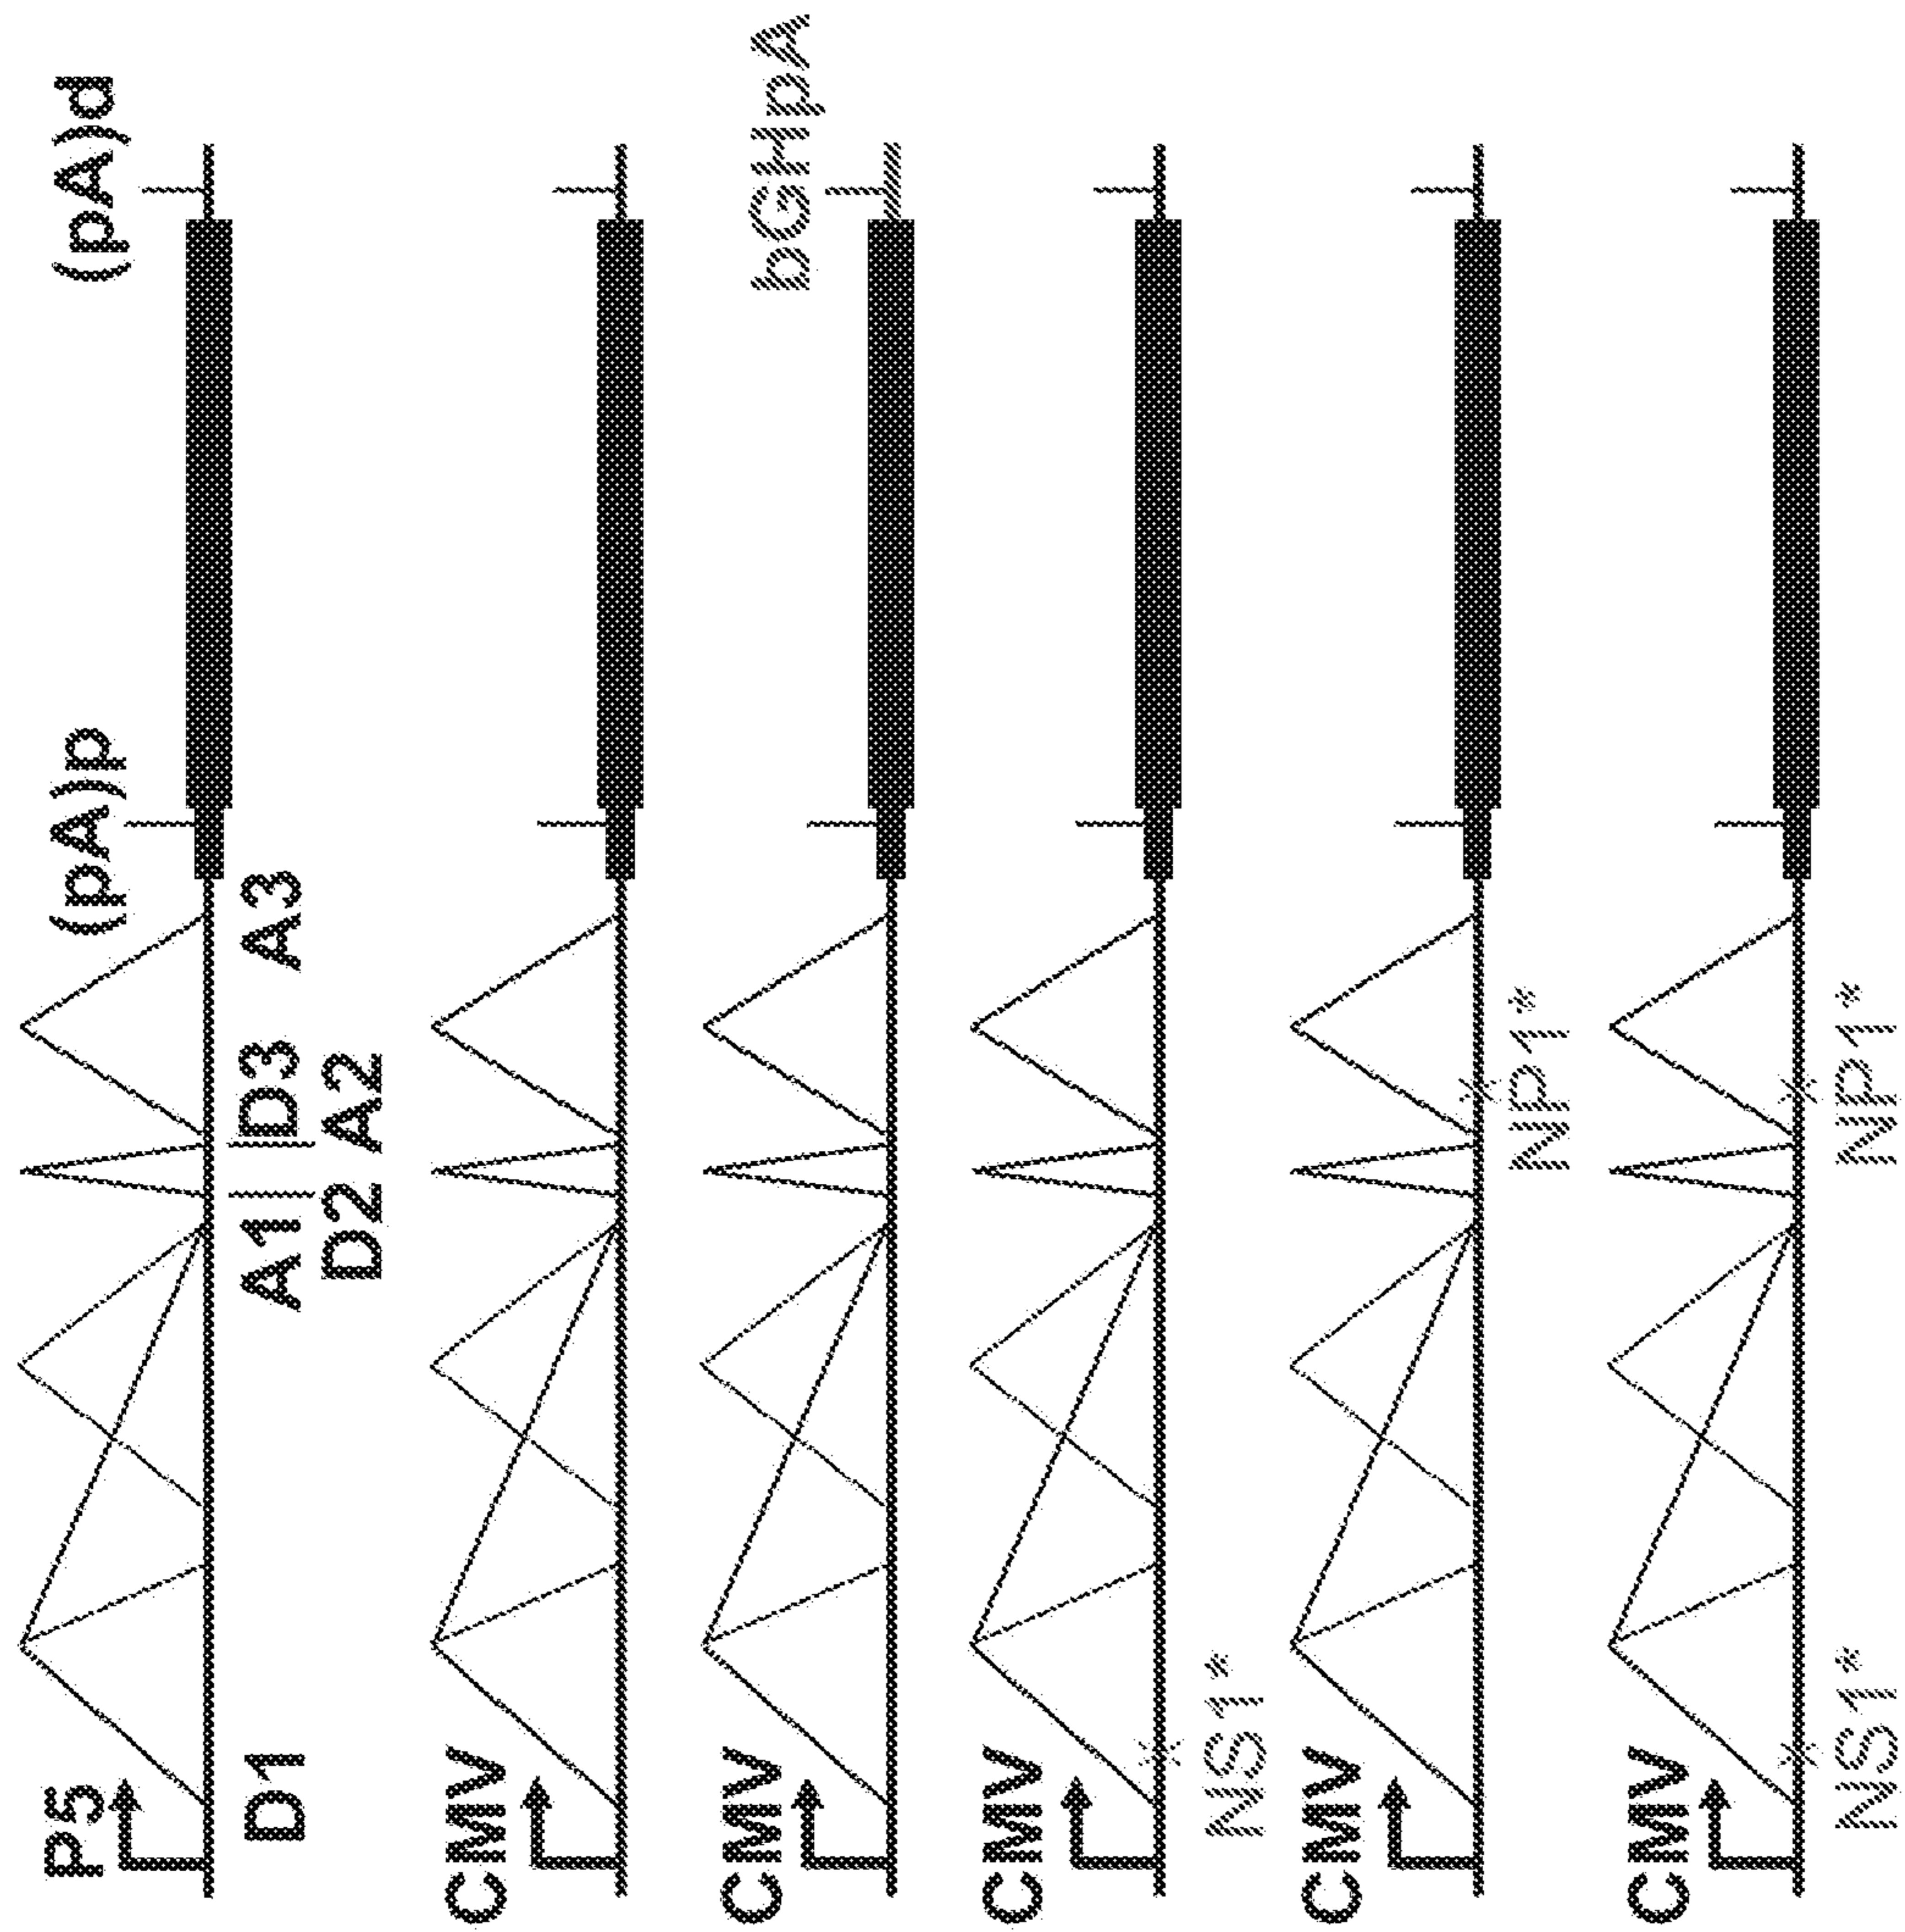 P5 (pA)p (pA)d
D1 A1 D3 A3
D2 A2
CMV
CMV bGHpA
CMV
NS1*
CMV
NP1*
CMV
NS1* NP1*